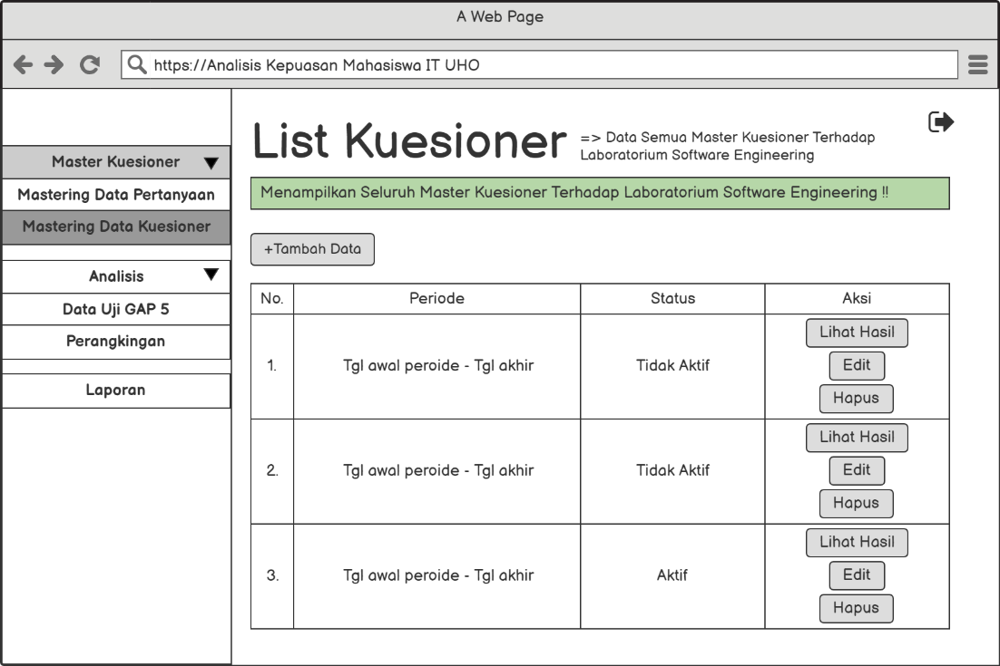 A Web Page
https://Analisis Kepuasan Mahasiswa IT UHO
Master Kuesioner
Mastering Data Pertanyaan
Mastering Data Kuesioner
Analisis
Data Uji GAP 5
Perangkingan
Laporan
List Kuesioner
=> Data Semua Master Kuesioner Terhadap
Laboratorium Software Engineering
Menampilkan Seluruh Master Kuesioner Terhadap Laboratorium Software Engineering !!
+Tambah Data
No. Periode Status Aksi
1. Tgl awal peroide - Tgl akhir Tidak Aktif
Lihat Hasil
Edit
Hapus
2. Tgl awal peroide - Tgl akhir Tidak Aktif
Lihat Hasil
Edit
Hapus
3. Tgl awal peroide - Tgl akhir Aktif
Lihat Hasil
Edit
Hapus